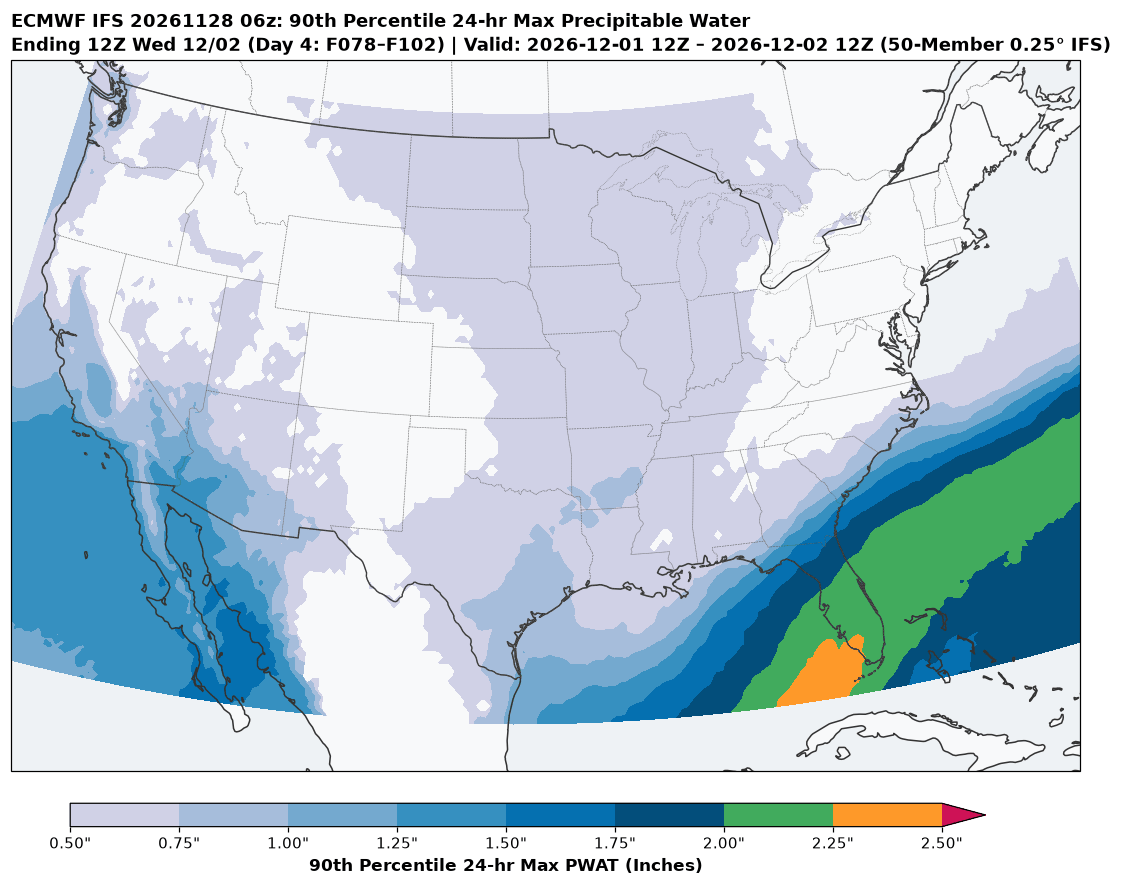 ECMWF IFS 20261128 06z: 90th Percentile 24-hr Max Precipitable Water
Ending 12Z Wed 12/02 (Day 4: F078–F102) | Valid: 2026-12-01 12Z – 2026-12-02 12Z (50-Member 0.25° IFS)
0.50" 0.75" 1.00" 1.25" 1.50" 1.75" 2.00" 2.25" 2.50"
90th Percentile 24-hr Max PWAT (Inches)